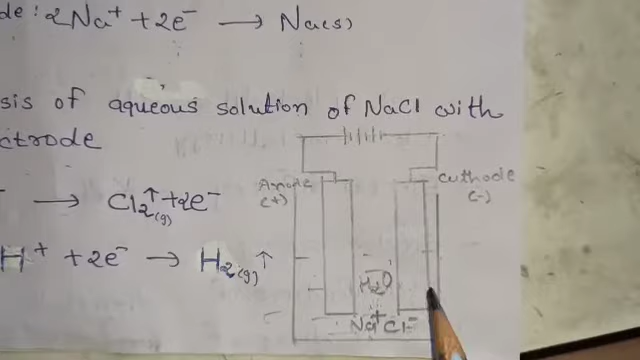 de: 2Na⁺ + 2e⁻ → Na(s)
sis of aqueous solution of NaCl with
ctrode
Anode
(+)
Cathode
(-)
⁻ → Cl₂(g)↑ + 2e⁻
H⁺ + 2e⁻ → H₂(g)↑
H₂O
Na⁺Cl⁻